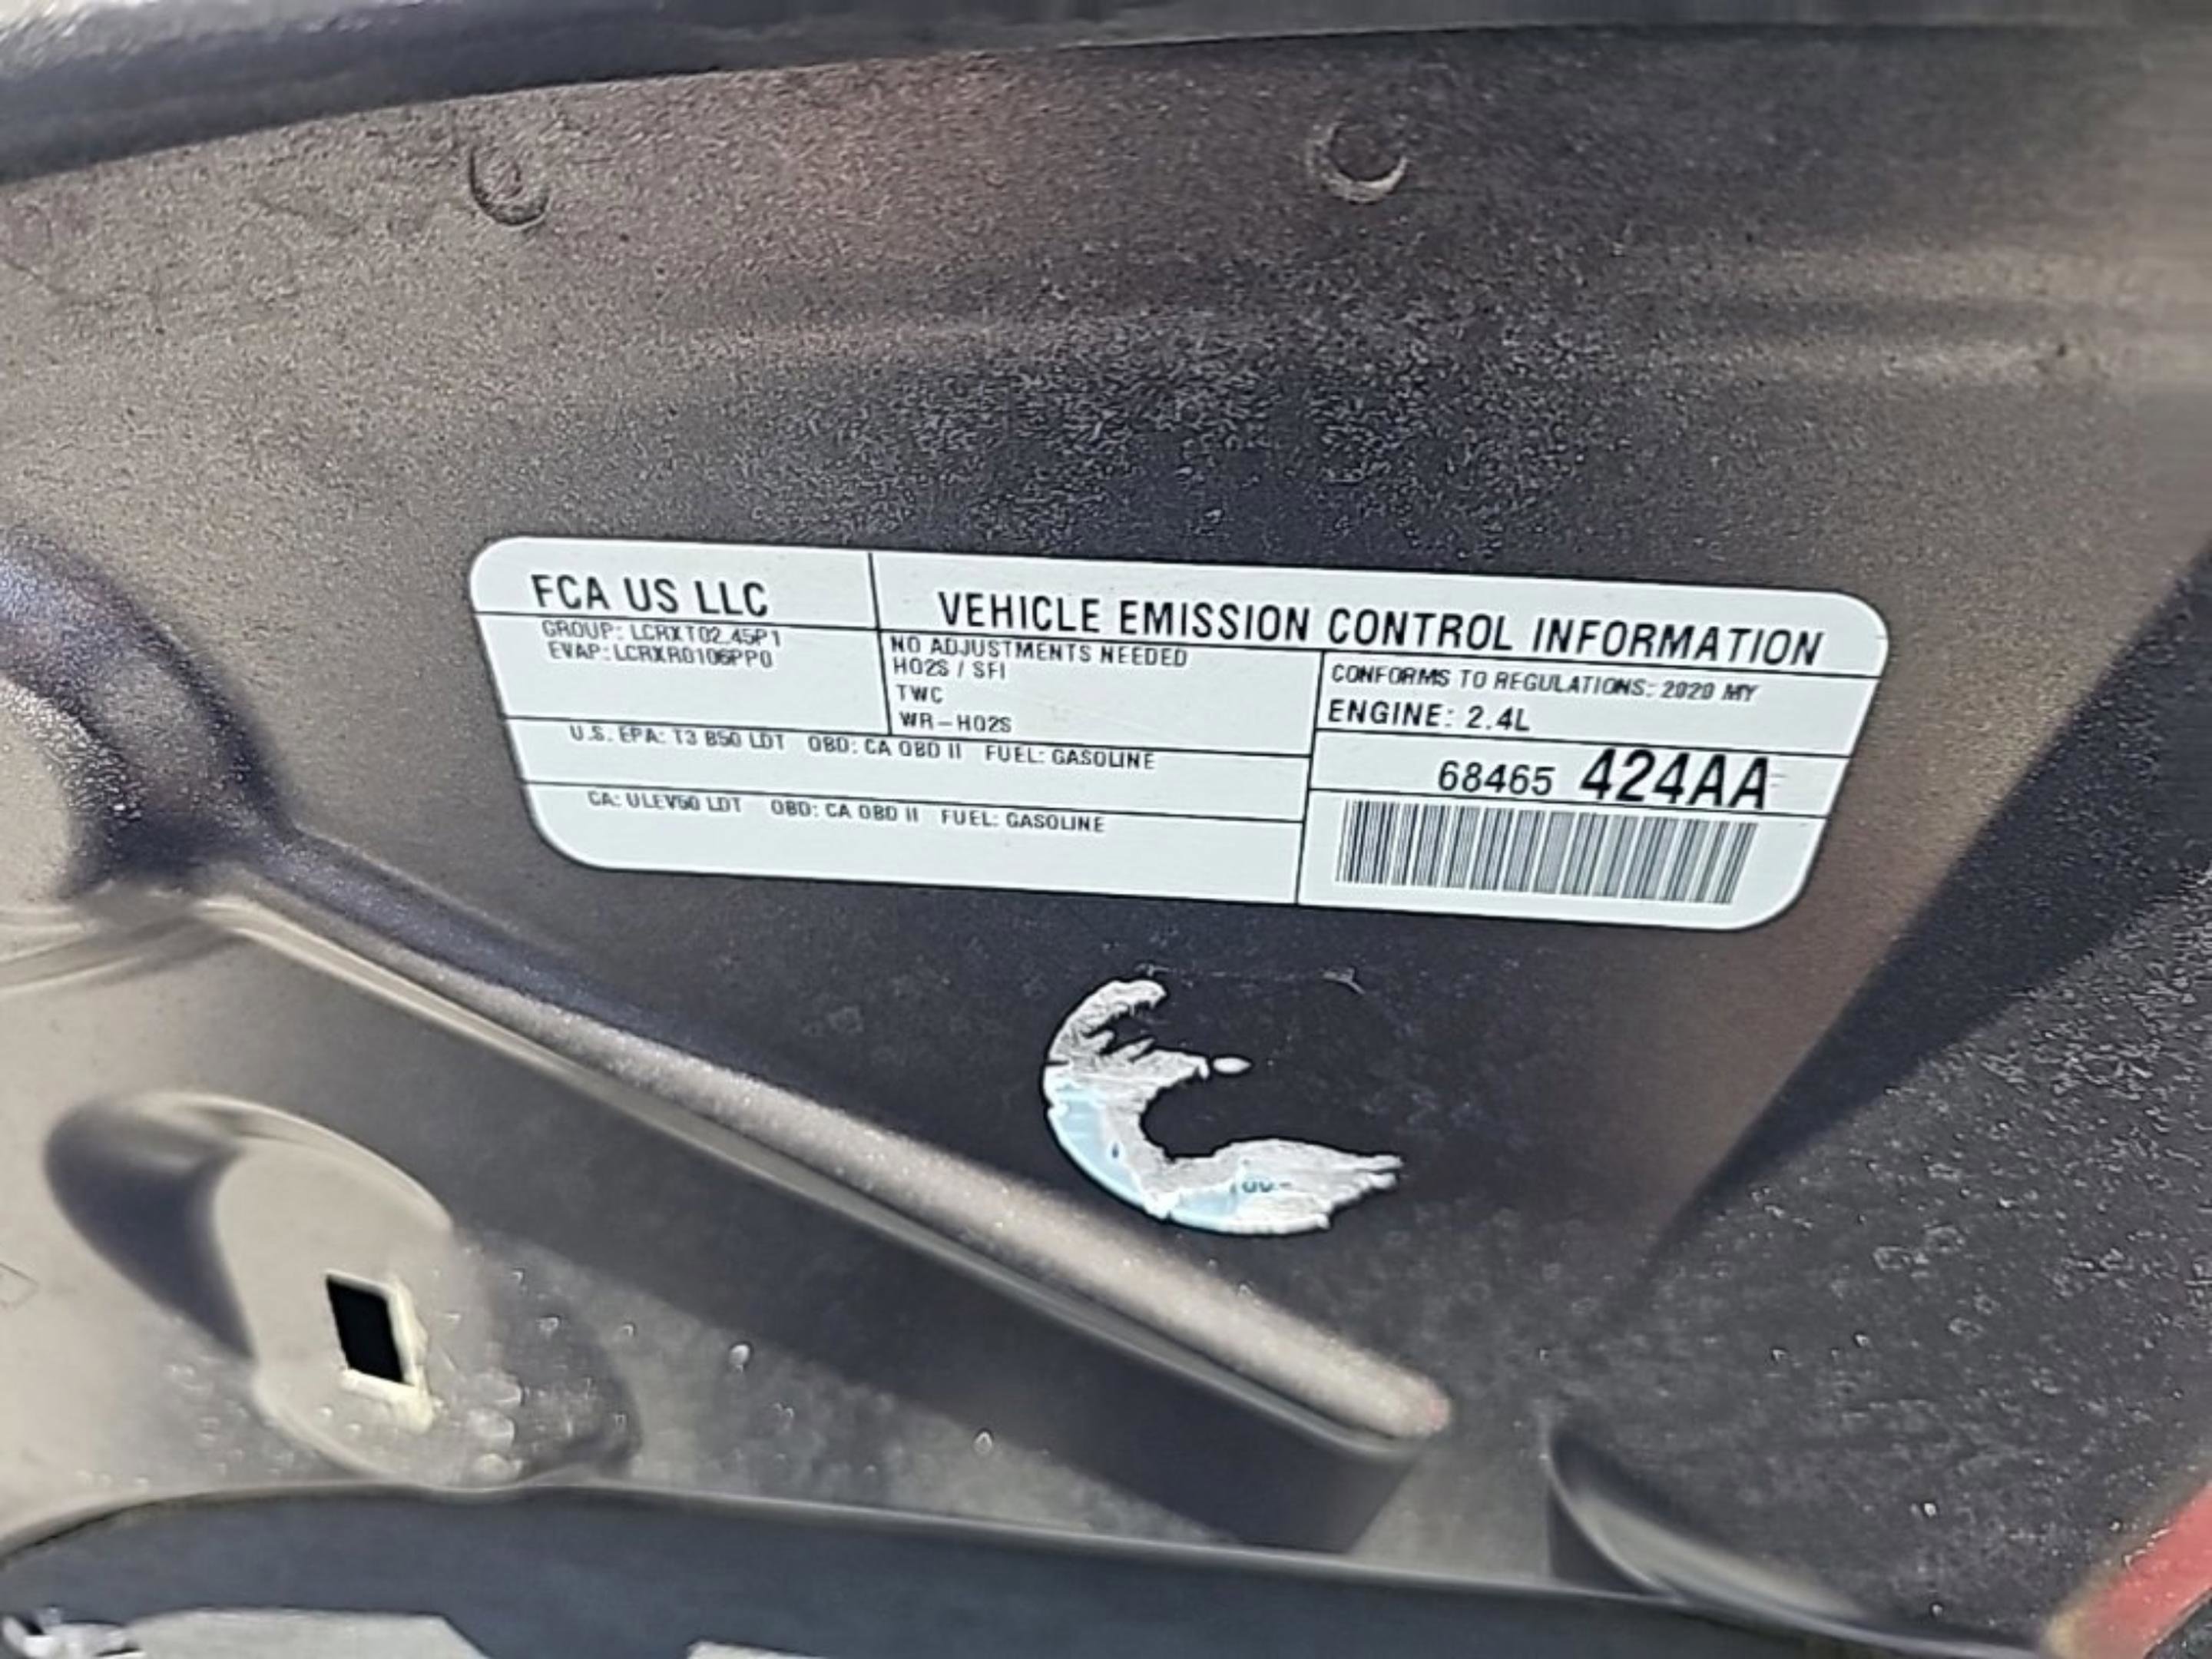 FCA US LLC
VEHICLE EMISSION CONTROL INFORMATION
GROUP: LCRXT02.45P1
EVAP: LCRXR0106PP0
NO ADJUSTMENTS NEEDED
HO2S / SFI
TWC
WR-HO2S
CONFORMS TO REGULATIONS: 2020 MY
ENGINE: 2.4L
U.S. EPA: T3 B50 LDT OBD: CA OBD II FUEL: GASOLINE
CA: ULEV50 LDT OBD: CA OBD II FUEL: GASOLINE
68465 424AA